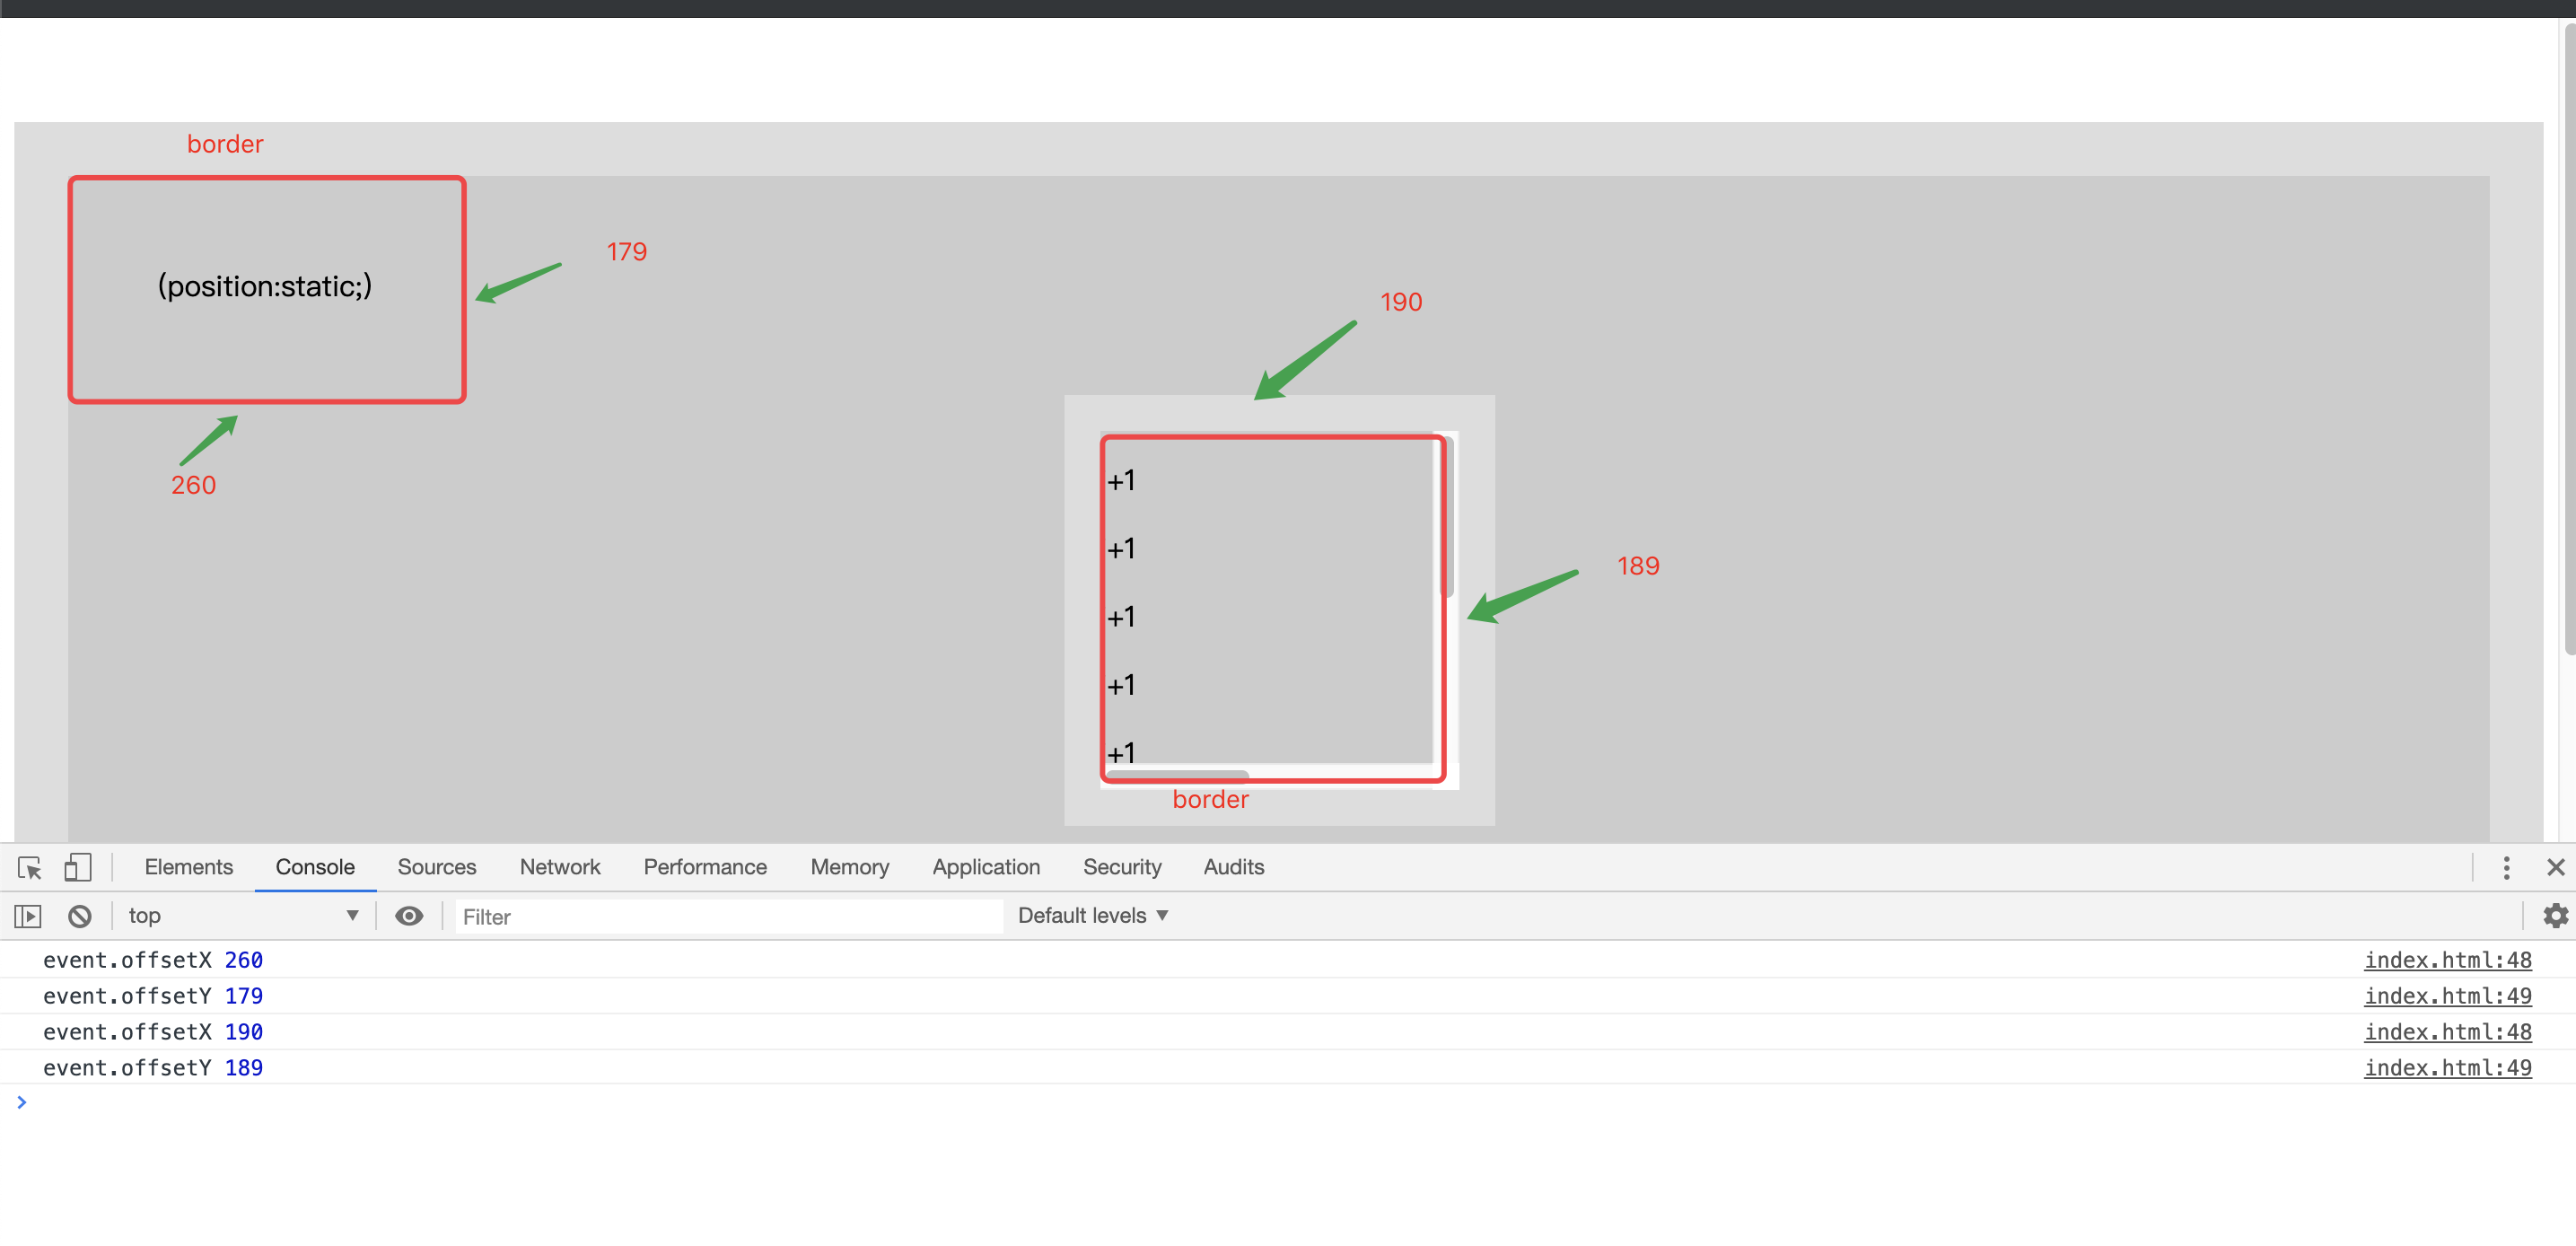 border
179
(position:static;)
190
260
+1
+1
189
+1
+1
+1
border
Elements Console Sources Network Performance Memory Application Security Audits
top Filter Default levels
event.offsetX 260 index.html:48
event.offsetY 179 index.html:49
event.offsetX 190 index.html:48
event.offsetY 189 index.html:49